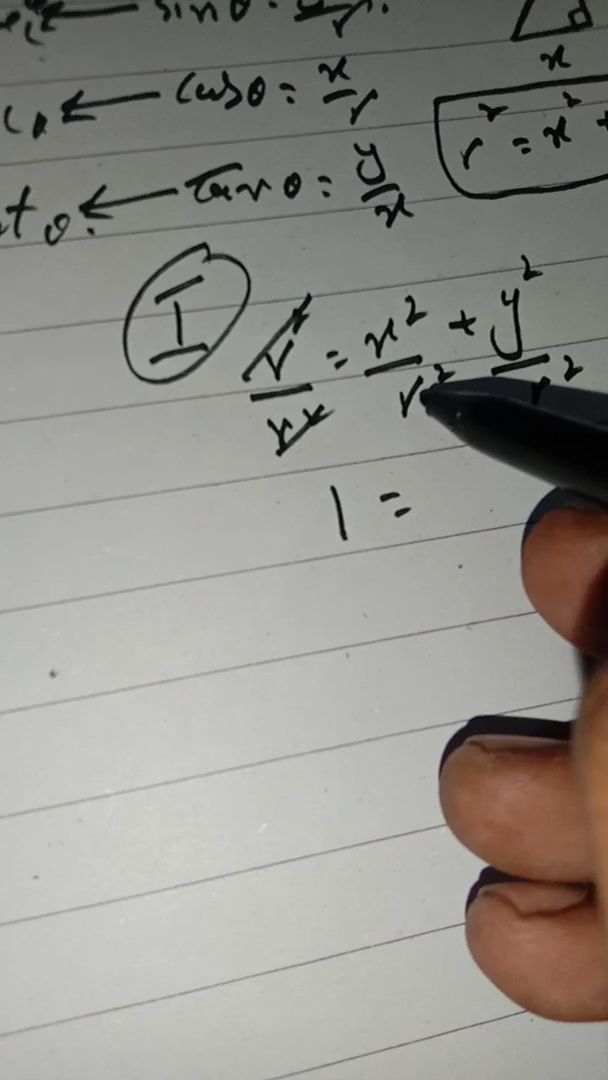 sinθ = y/r.
← cosθ = x/r
← Tanθ = y/x
x
r² = x² +
I
r²/r² = x²/r² + y²/r²
1 =